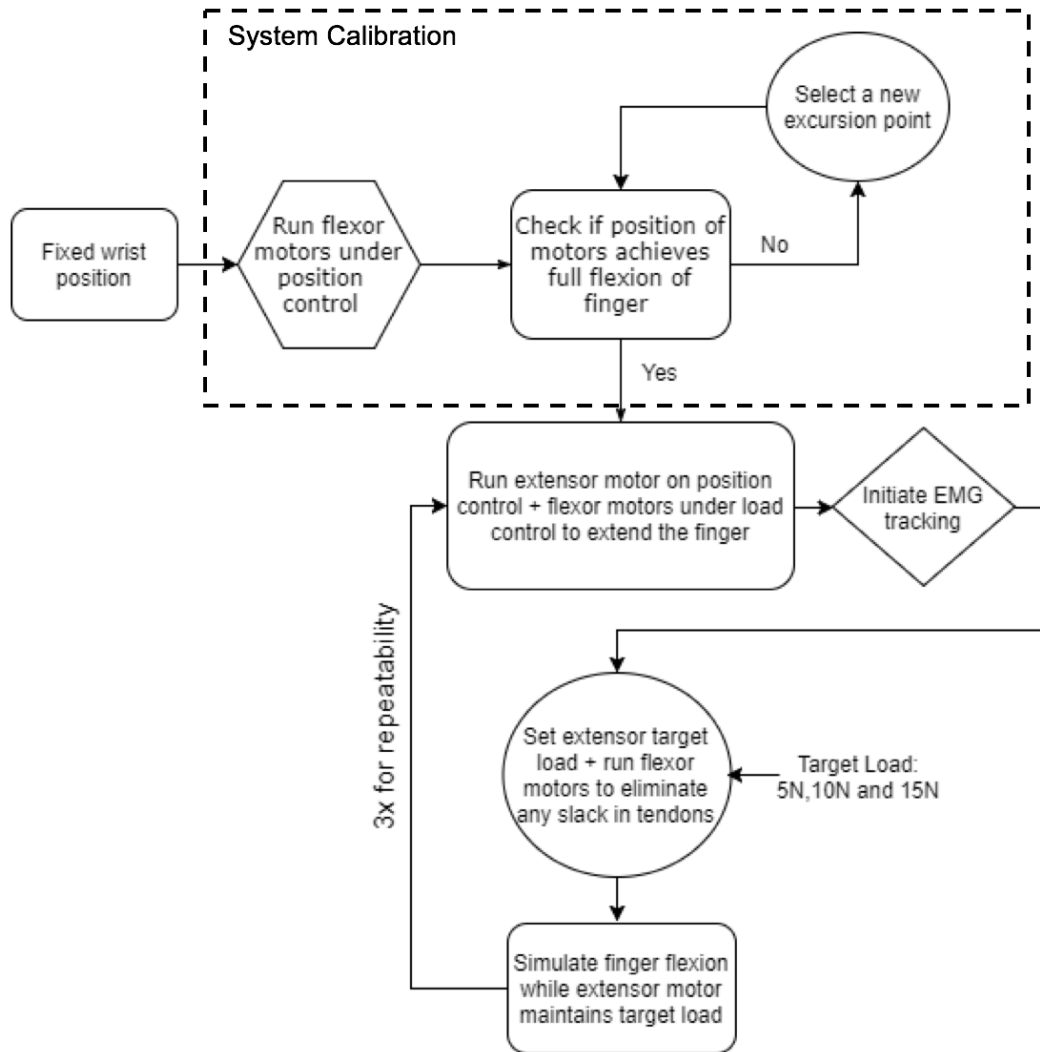 System Calibration
Select a new
excursion point
Fixed wrist
position
Run flexor
motors under
position
control
Check if position of
motors achieves
full flexion of
finger
No
Yes
Run extensor motor on position
control + flexor motors under load
control to extend the finger
Initiate EMG
tracking
3x for repeatability
Set extensor target
load + run flexor
motors to eliminate
any slack in tendons
Target Load:
5N,10N and 15N
Simulate finger flexion
while extensor motor
maintains target load